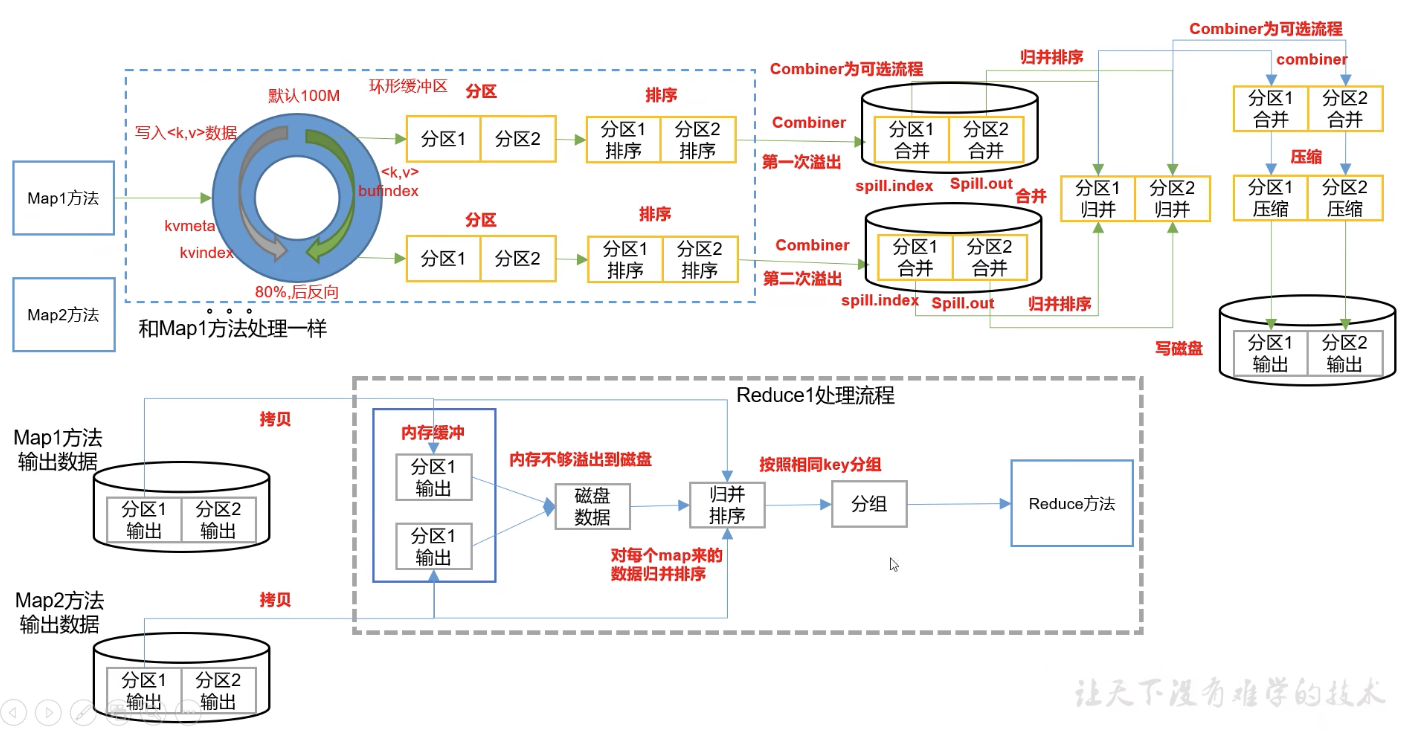 Combiner为可选流程
Combiner为可选流程
归并排序
combiner
默认100M
环形缓冲区
分区
排序
写入<k,v>数据
分区1
分区2
分区1
排序
分区2
排序
Combiner
第一次溢出
分区1
合并
分区2
合并
分区1
合并
分区2
合并
压缩
Map1方法
<k,v>
bufindex
spill.index
Spill.out
合并
分区1
归并
分区2
归并
分区1
压缩
分区2
压缩
kvmeta
kvindex
分区
排序
分区1
分区2
分区1
排序
分区2
排序
Combiner
第二次溢出
分区1
合并
分区2
合并
spill.index
Spill.out
归并排序
80%,后反向
Map2方法
和Map1方法处理一样
写磁盘
分区1
输出
分区2
输出
Reduce1处理流程
拷贝
Map1方法
输出数据
分区1
输出
分区2
输出
内存缓冲
分区1
输出
分区1
输出
内存不够溢出到磁盘
磁盘
数据
归并
排序
对每个map来的
数据归并排序
按照相同key分组
分组
Reduce方法
拷贝
Map2方法
输出数据
分区1
输出
分区2
输出
让天下没有难学的技术